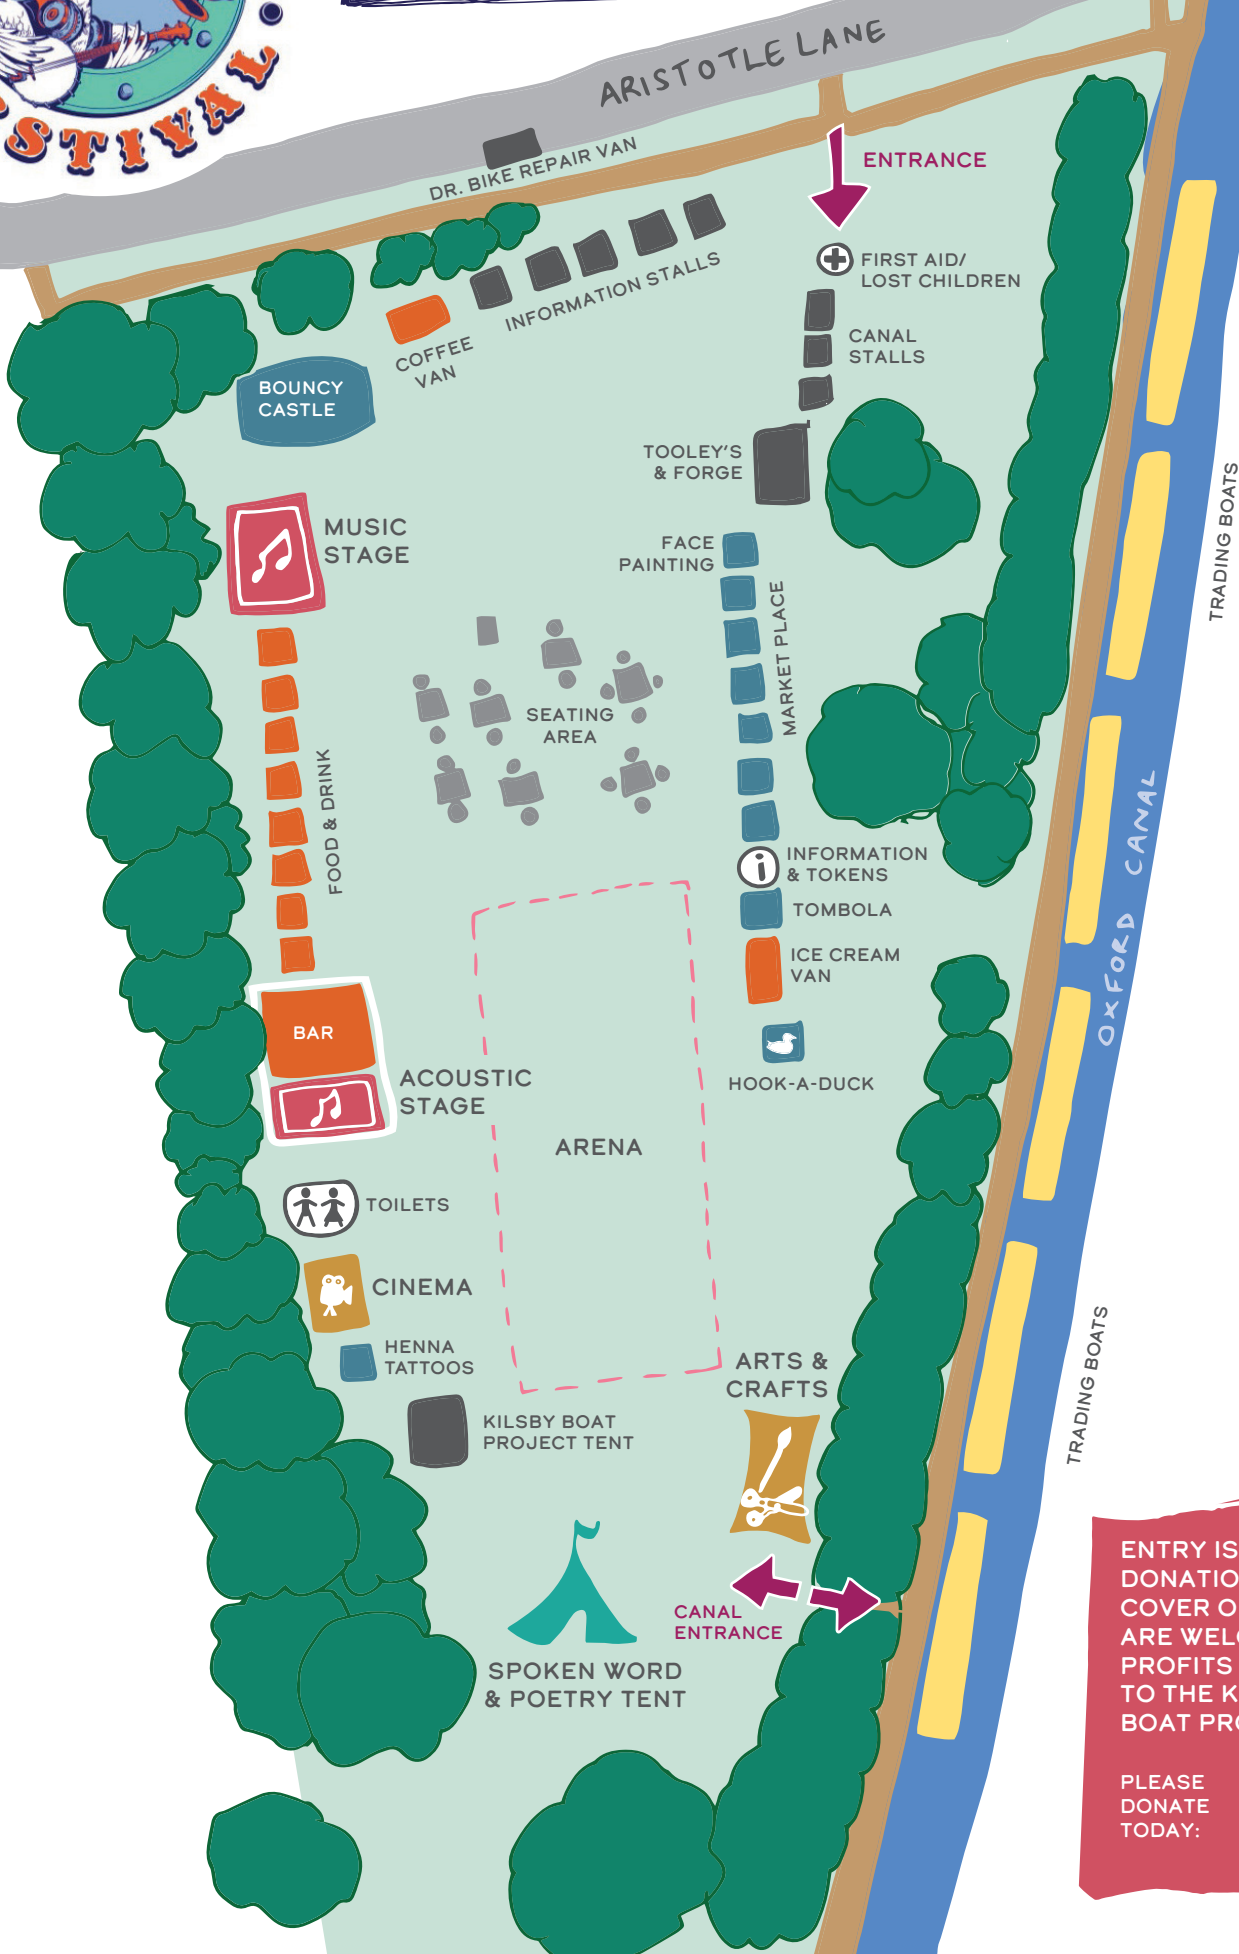 ARISTOTLE LANE
STIVAL
DR. BIKE REPAIR VAN
ENTRANCE
FIRST AID/
LOST CHILDREN
INFORMATION STALLS
COFFEE
VAN
CANAL
STALLS
BOUNCY
CASTLE
TOOLEY'S
& FORGE
TRADING BOATS
MUSIC
STAGE
FACE
PAINTING
MARKET PLACE
SEATING
AREA
FOOD & DRINK
OXFORD CANAL
INFORMATION
& TOKENS
TOMBOLA
ICE CREAM
VAN
BAR
HOOK-A-DUCK
ACOUSTIC
STAGE
ARENA
TOILETS
CINEMA
HENNA
TATTOOS
ARTS &
CRAFTS
TRADING BOATS
KILSBY BOAT
PROJECT TENT
CANAL
ENTRANCE
SPOKEN WORD
& POETRY TENT
ENTRY IS
DONATIO
COVER O
ARE WEL
PROFITS
TO THE K
BOAT PRO
PLEASE
DONATE
TODAY: